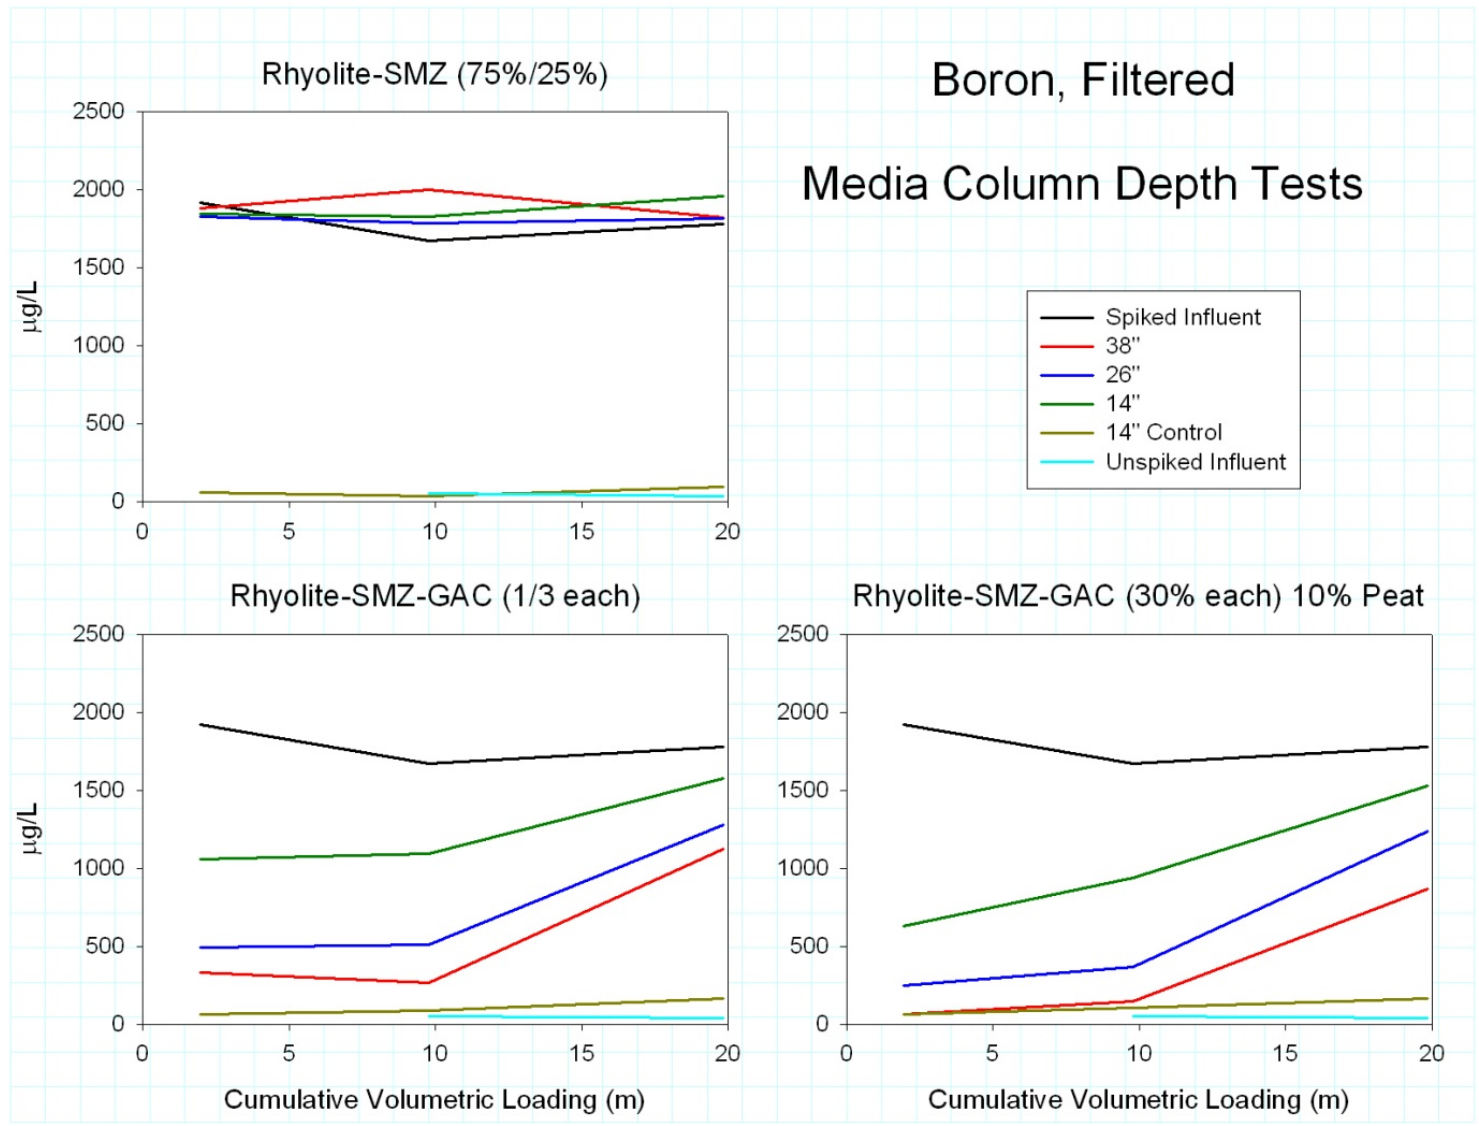 Rhyolite-SMZ (75%/25%)
Boron, Filtered
Media Column Depth Tests
2500
2000
1500
1000
500
0
µg/L
0 5 10 15 20
Spiked Influent
38"
26"
14"
14" Control
Unspiked Influent
Rhyolite-SMZ-GAC (1/3 each)
2500
2000
1500
1000
500
0
µg/L
0 5 10 15 20
Cumulative Volumetric Loading (m)
Rhyolite-SMZ-GAC (30% each) 10% Peat
2500
2000
1500
1000
500
0
0 5 10 15 20
Cumulative Volumetric Loading (m)